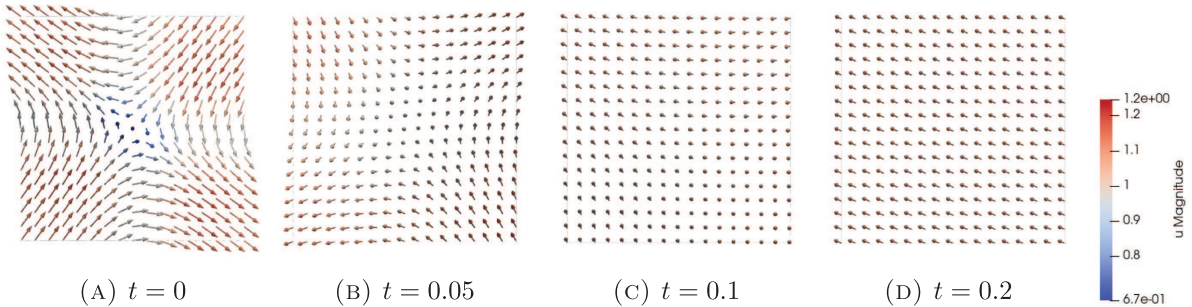 1.2e+00
1.2
1.1
1
0.9
0.8
6.7e-01
u Magnitude
(A) t = 0
(B) t = 0.05
(C) t = 0.1
(D) t = 0.2